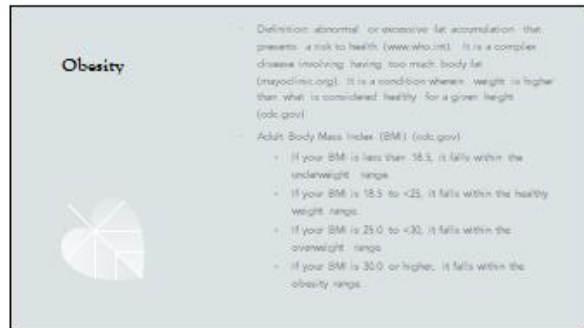 Obesity
Definition: abnormal or excessive fat accumulation that
presents a risk to health (www.who.int). It is a complex
disease involving having too much body fat
(mayoclinic.org). It is a condition wherein weight is higher
than what is considered healthy for a given height
(cdc.gov)
Adult Body Mass Index (BMI) (cdc.gov)
If your BMI is less than 18.5, it falls within the
underweight range.
If your BMI is 18.5 to <25, it falls within the healthy
weight range.
If your BMI is 25.0 to <30, it falls within the
overweight range.
If your BMI is 30.0 or higher, it falls within the
obesity range.